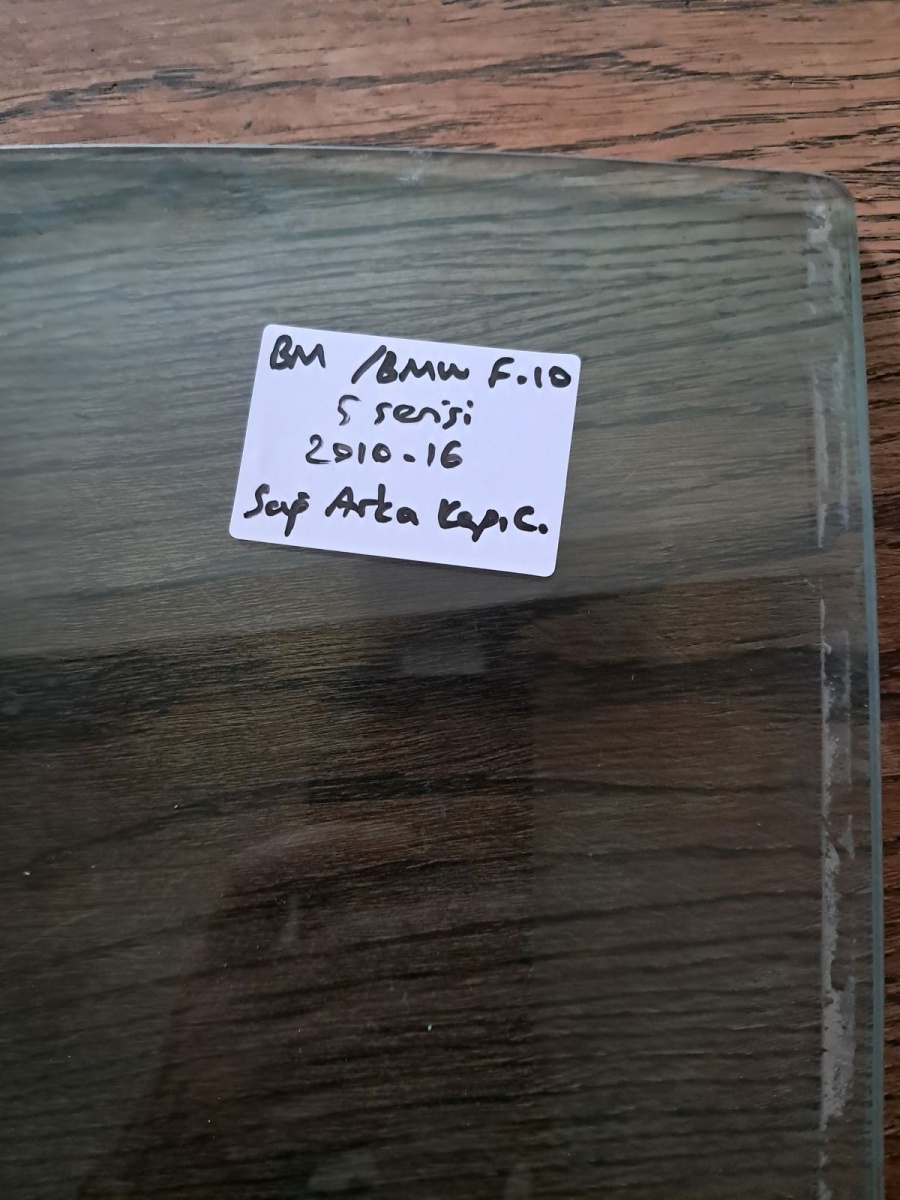 BM /BMW F.10
5 serisi
2010-16
Sağ Arka Kapı C.